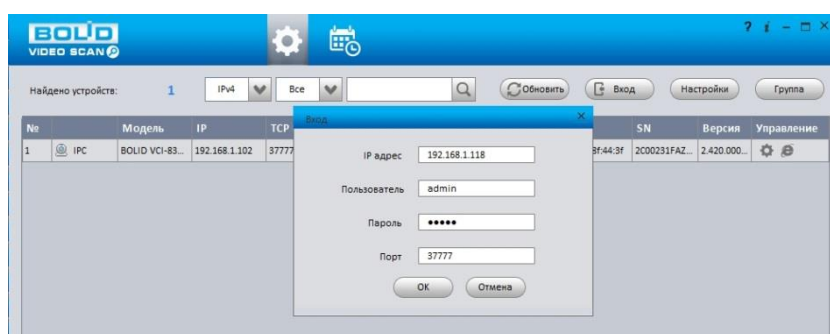 BOLID
VIDEO SCAN
? i
Найдено устройств: 1 IPv4 Все Обновить Вход Настройки Группа
№ Модель IP TCP SN Версия Управление
1 IPC BOLID VCI-83... 192.168.1.102 37777 3f:44:3f 2C00231FAZ... 2.420.000...
Вход
IP адрес 192.168.1.118
Пользователь admin
Пароль •••••
Порт 37777
OK Отмена